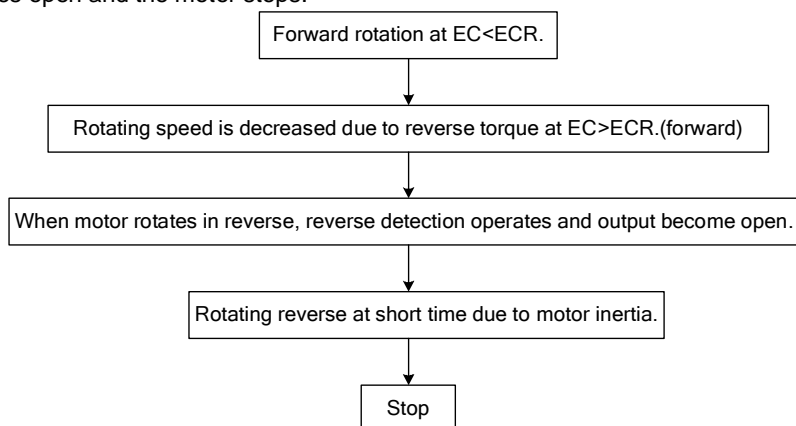 es open and the motor stops.
Forward rotation at EC<ECR.
Rotating speed is decreased due to reverse torque at EC>ECR.(forward)
When motor rotates in reverse, reverse detection operates and output become open.
Rotating reverse at short time due to motor inertia.
Stop